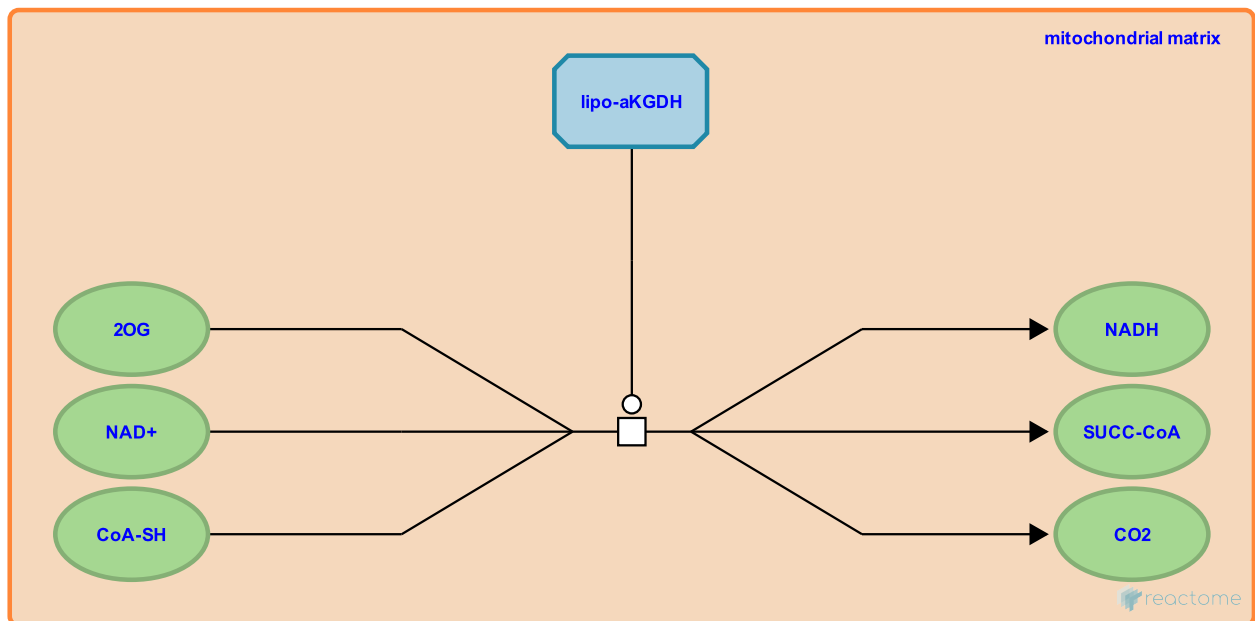 mitochondrial matrix
lipo-aKGDH
2OG
NADH
NAD+
SUCC-CoA
CoA-SH
CO2
reactome